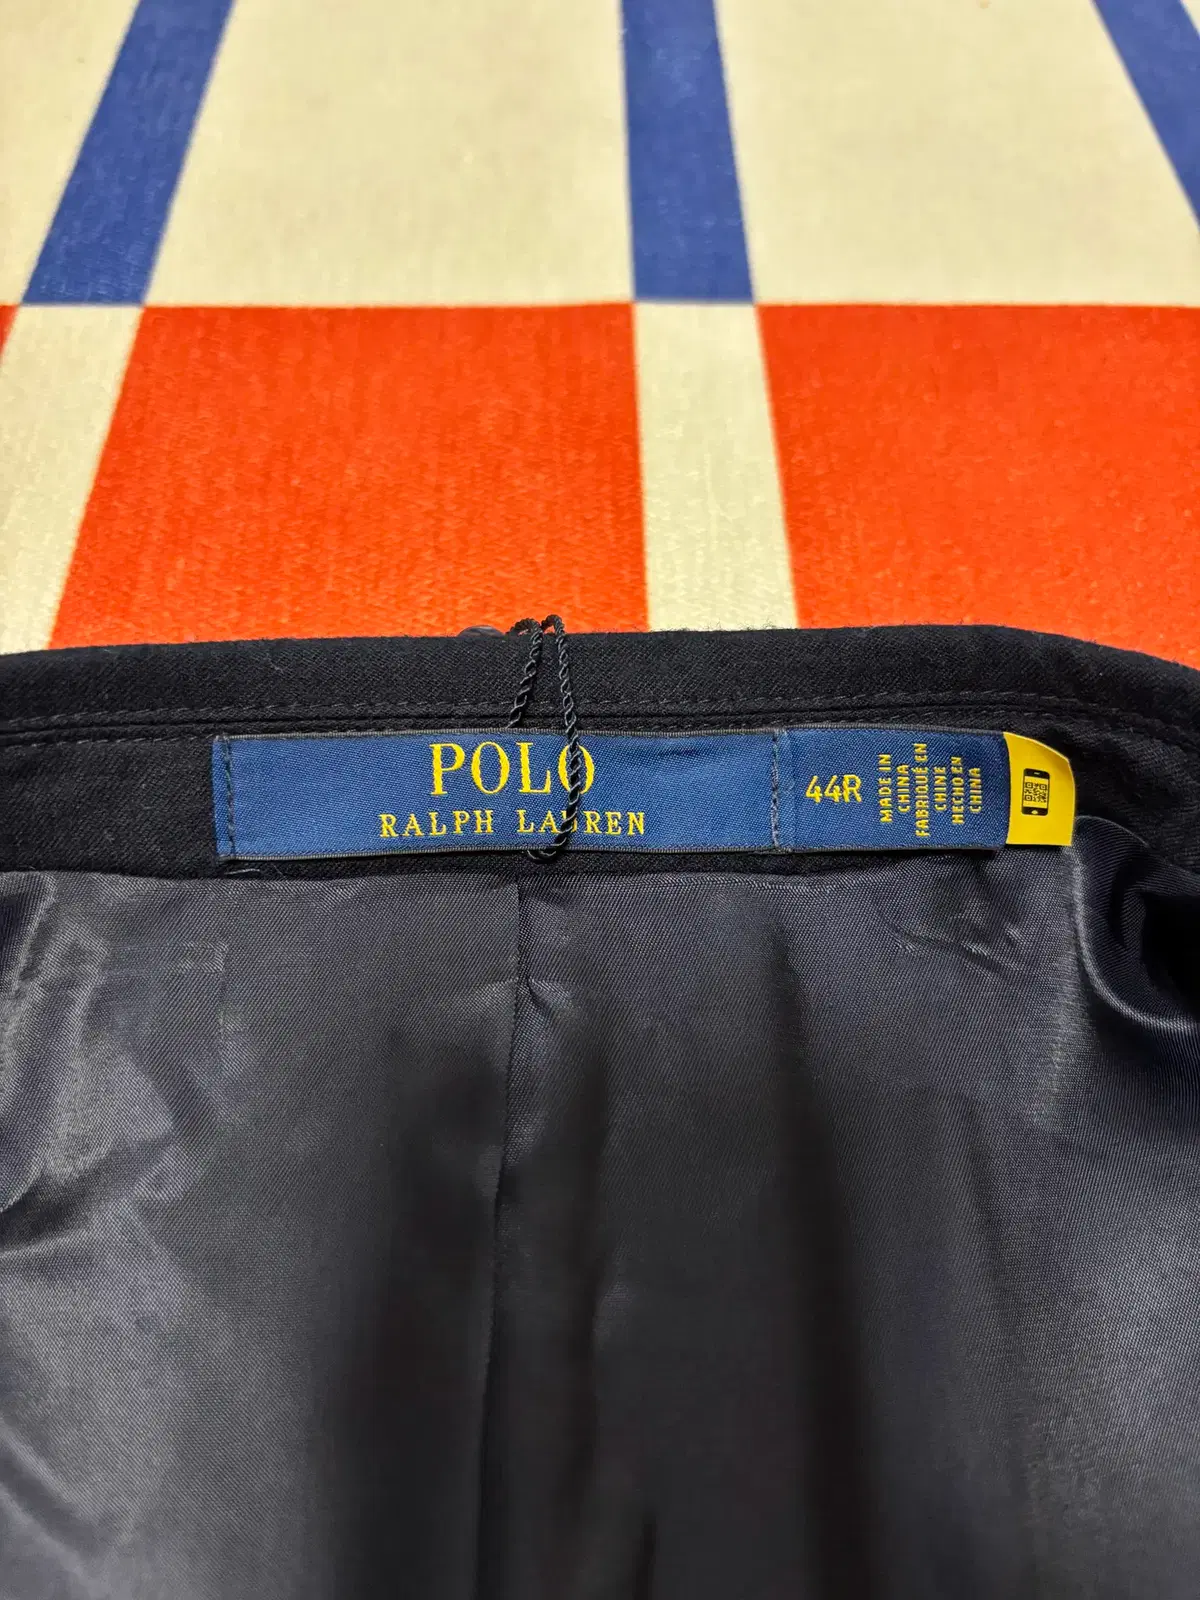 POLO
RALPH LAUREN
44R
MADE IN
CHINA
FABRIQUÉ EN
CHINE
HECHO EN
CHINA